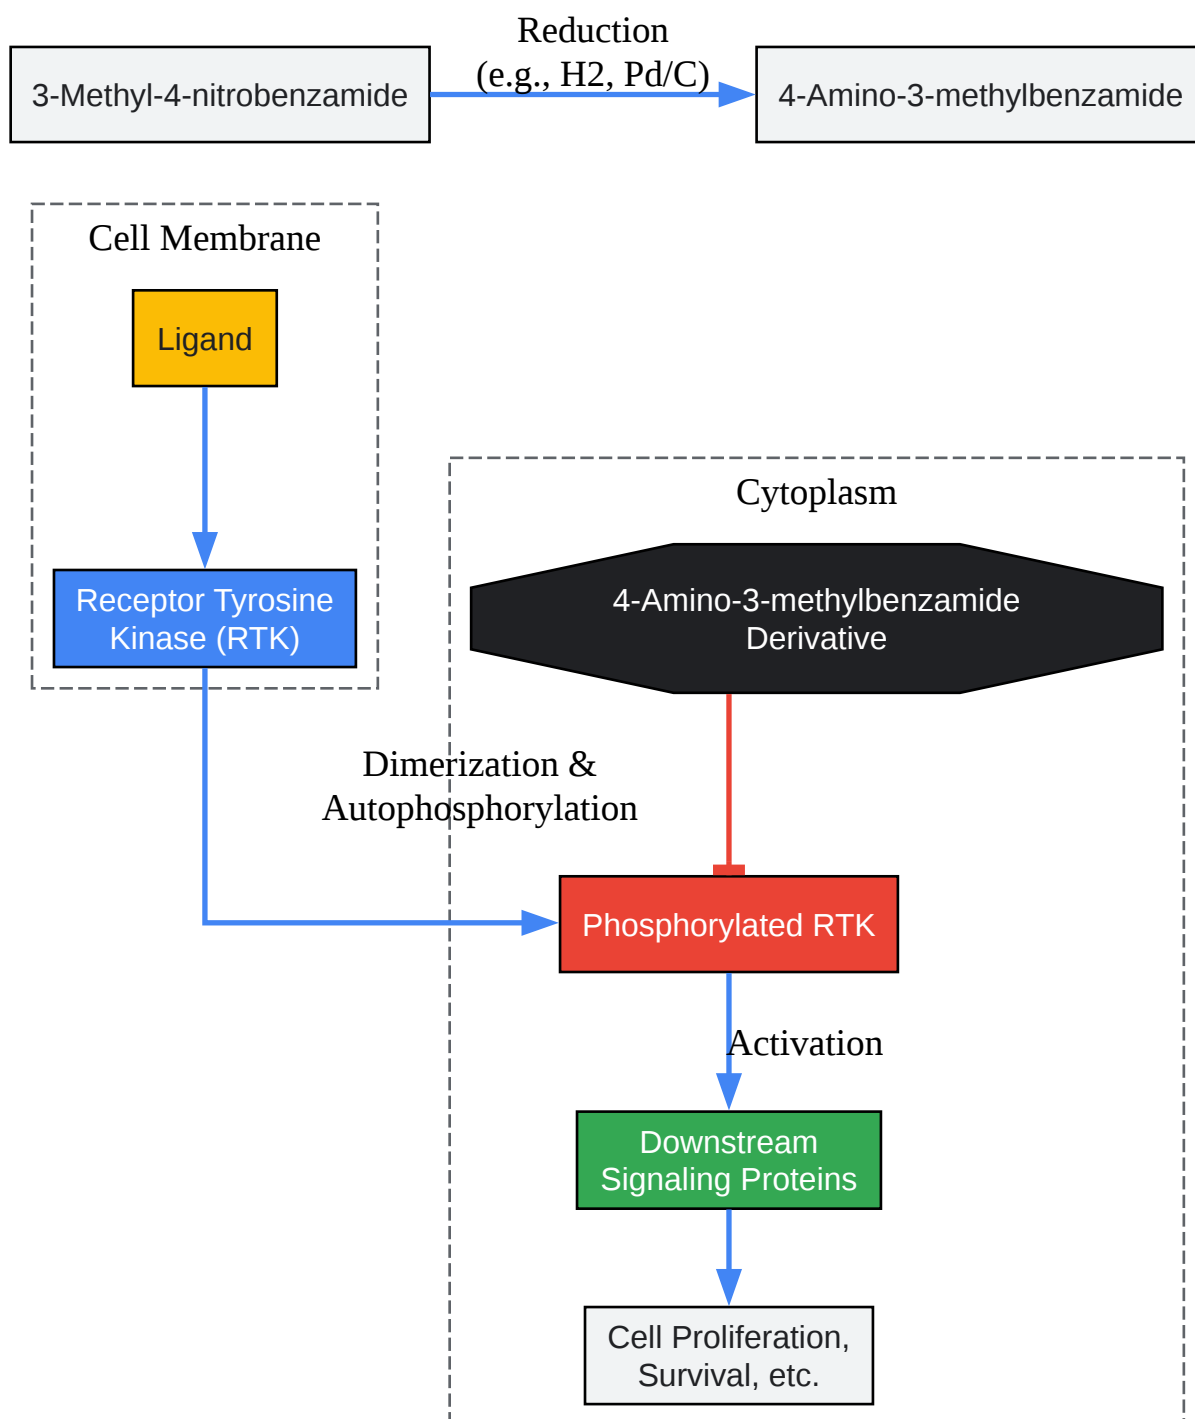 Reduction
(e.g., H2, Pd/C)
3-Methyl-4-nitrobenzamide
4-Amino-3-methylbenzamide
Cell Membrane
Ligand
Receptor Tyrosine
Kinase (RTK)
Cytoplasm
4-Amino-3-methylbenzamide
Derivative
Dimerization &
Autophosphorylation
Phosphorylated RTK
Activation
Downstream
Signaling Proteins
Cell Proliferation,
Survival, etc.